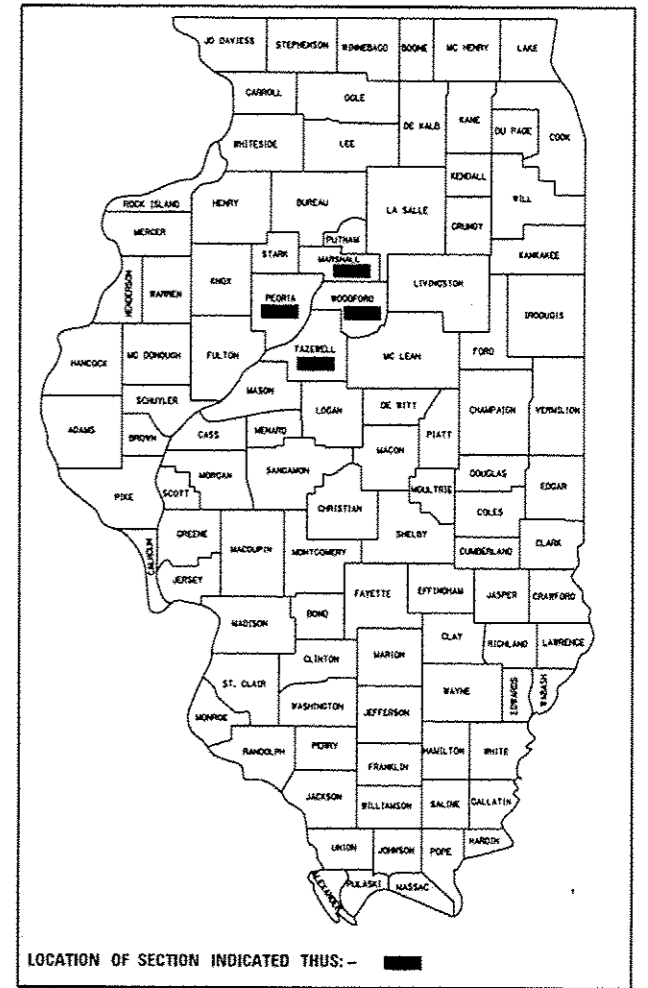 JO DAVIESS STEPHENSON WINNEBAGO BOONE MC HENRY LAKE
CARROLL OGLE DE KALB KANE DU PAGE COOK
WHITESIDE LEE
KENDALL WILL
ROCK ISLAND HENRY BUREAU LA SALLE GRUNDY
MERCER PUTNAM
STARK MARSHALL KANKAKEE
HENDERSON WARREN KNOX PEORIA WOODFORD LIVINGSTON
IROQUOIS
HANCOCK MC DONOUGH FULTON TAZEWELL MC LEAN FORD
SCHUYLER MASON
ADAMS BROWN CASS MENARD LOGAN DE WITT PIATT CHAMPAIGN VERMILION
MACON
PIKE SCOTT MORGAN SANGAMON MOULTRIE DOUGLAS EDGAR
CHRISTIAN COLES
CALHOUN GREENE MACOUPIN MONTGOMERY SHELBY CUMBERLAND CLARK
JERSEY
MADISON BOND FAYETTE EFFINGHAM JASPER CRAWFORD
CLINTON MARION CLAY RICHLAND LAWRENCE
ST. CLAIR WASHINGTON WAYNE EDWARDS WABASH
MONROE JEFFERSON
RANDOLPH PERRY HAMILTON WHITE
FRANKLIN
JACKSON WILLIAMSON SALINE GALLATIN
UNION JOHNSON POPE HARDIN
ALEXANDER PULASKI MASSAC
LOCATION OF SECTION INDICATED THUS:-